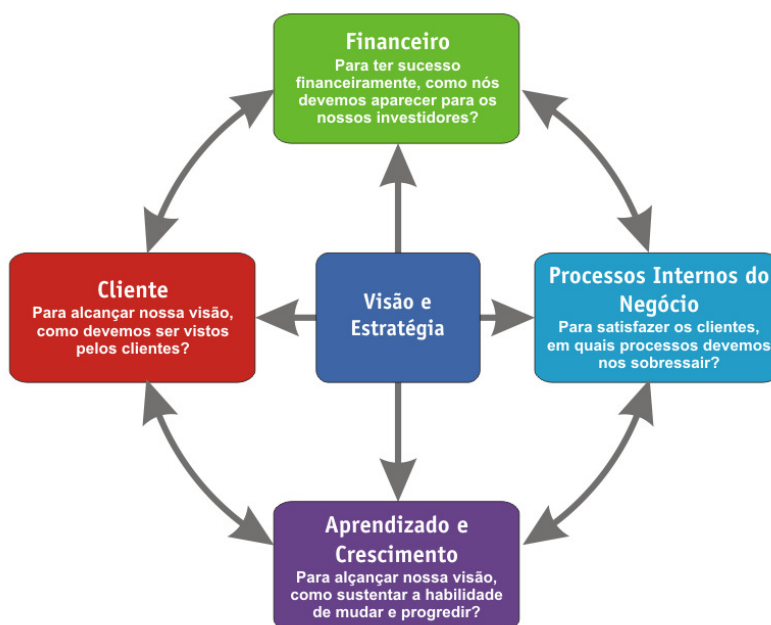 Financeiro
Para ter sucesso
financeiramente, como nós
devemos aparecer para os
nossos investidores?
Cliente
Para alcançar nossa visão,
como devemos ser vistos
pelos clientes?
Visão e
Estratégia
Processos Internos do
Negócio
Para satisfazer os clientes,
em quais processos devemos
nos sobressair?
Aprendizado e
Crescimento
Para alçançar nossa visão,
como sustentar a habilidade
de mudar e progredir?